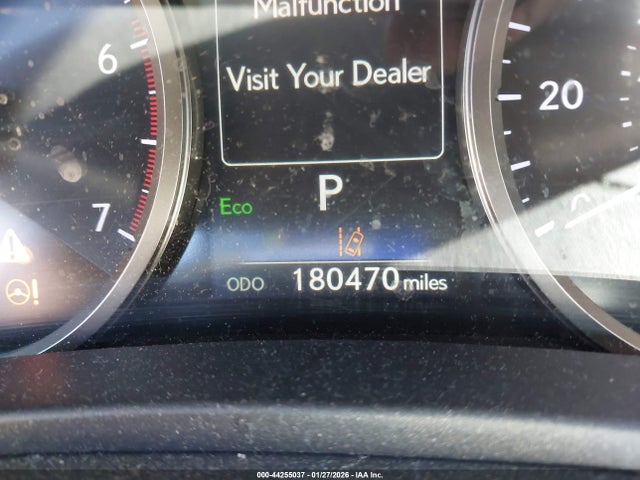 Malfunction
Visit Your Dealer
6
7
20
P
Eco
!
ODO 180470 miles
000-44255037 - 01/27/2026 - IAA Inc.